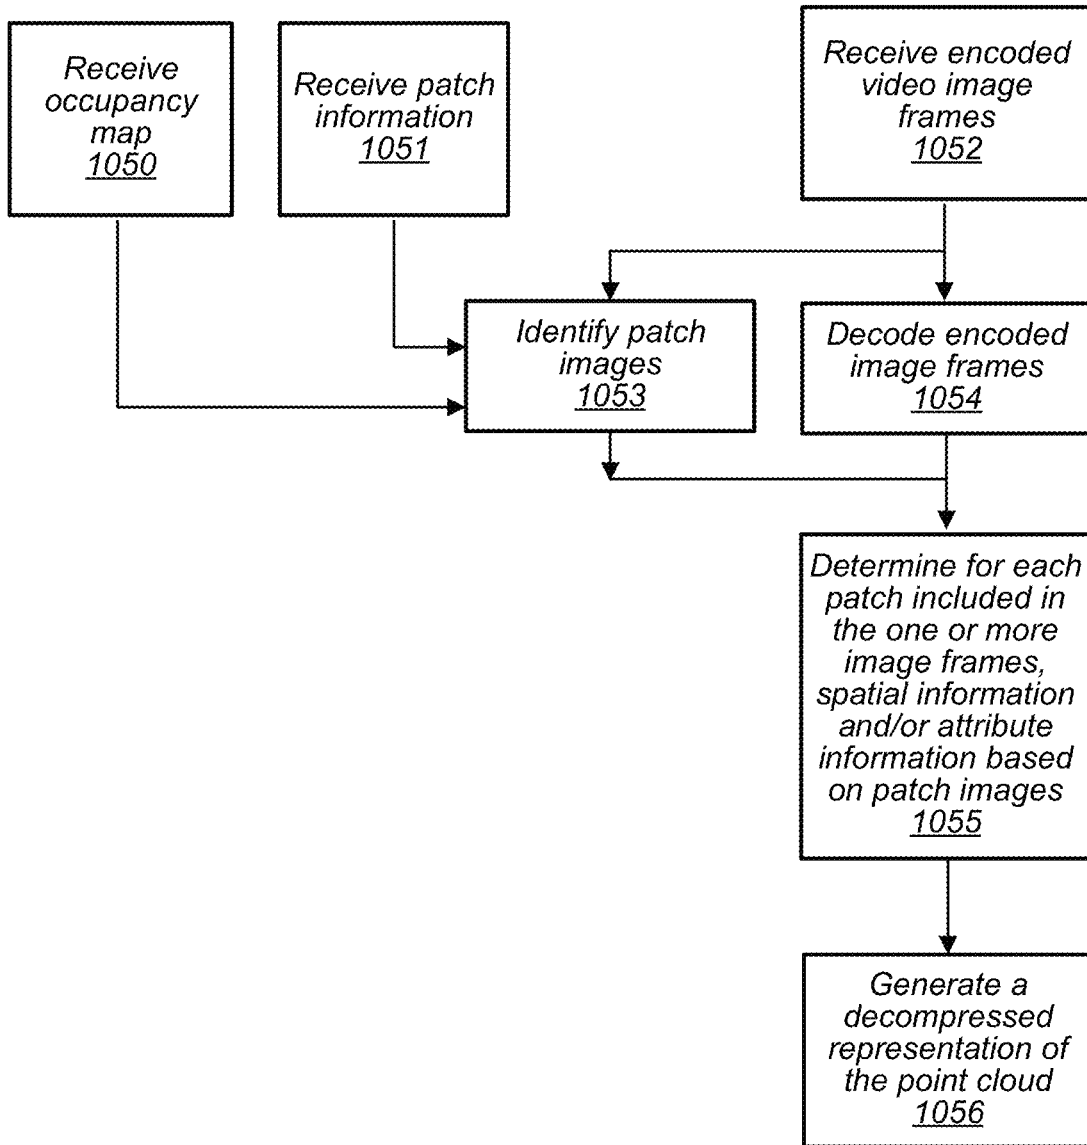 Receive
occupancy
map
1050
Receive patch
information
1051
Receive encoded
video image
frames
1052
Identify patch
images
1053
Decode encoded
image frames
1054
Determine for each
patch included in
the one or more
image frames,
spatial information
and/or attribute
information based
on patch images
1055
Generate a
decompressed
representation of
the point cloud
1056